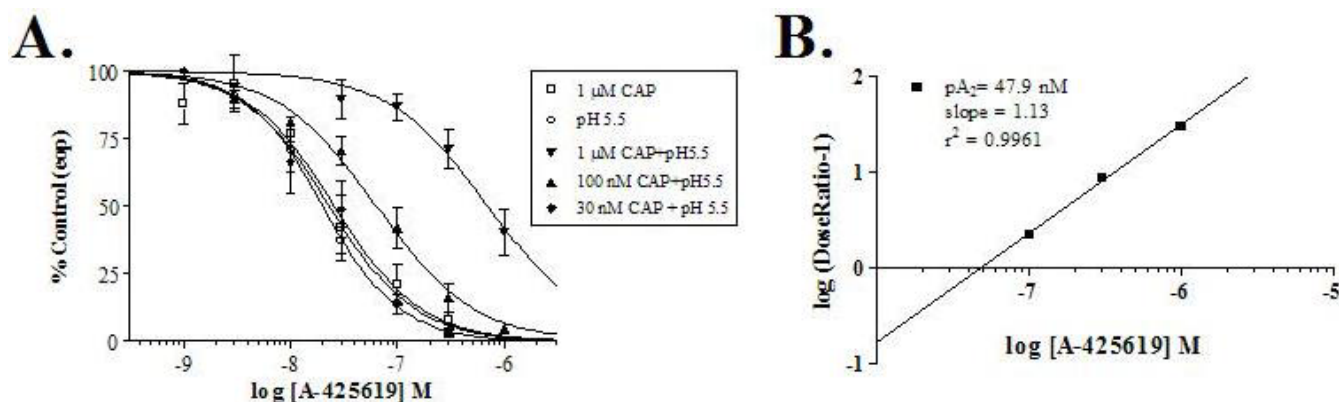 A.
100
75
50
25
0
% Control (eqp)
-9 -8 -7 -6
log [A-425619] M
1 μM CAP
pH 5.5
1 μM CAP+pH5.5
100 nM CAP+pH5.5
30 nM CAP + pH 5.5
B.
2
1
0
-1
log (DoseRatio-1)
pA2= 47.9 nM
slope = 1.13
r2 = 0.9961
-7 -6 -5
log [A-425619] M